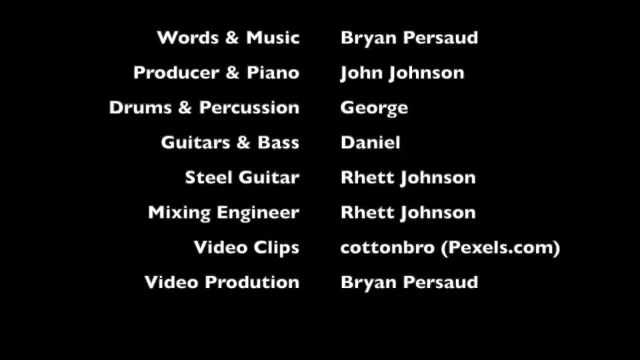 Words & Music Bryan Persaud
Producer & Piano John Johnson
Drums & Percussion George
Guitars & Bass Daniel
Steel Guitar Rhett Johnson
Mixing Engineer Rhett Johnson
Video Clips cottonbro (Pexels.com)
Video Prodution Bryan Persaud